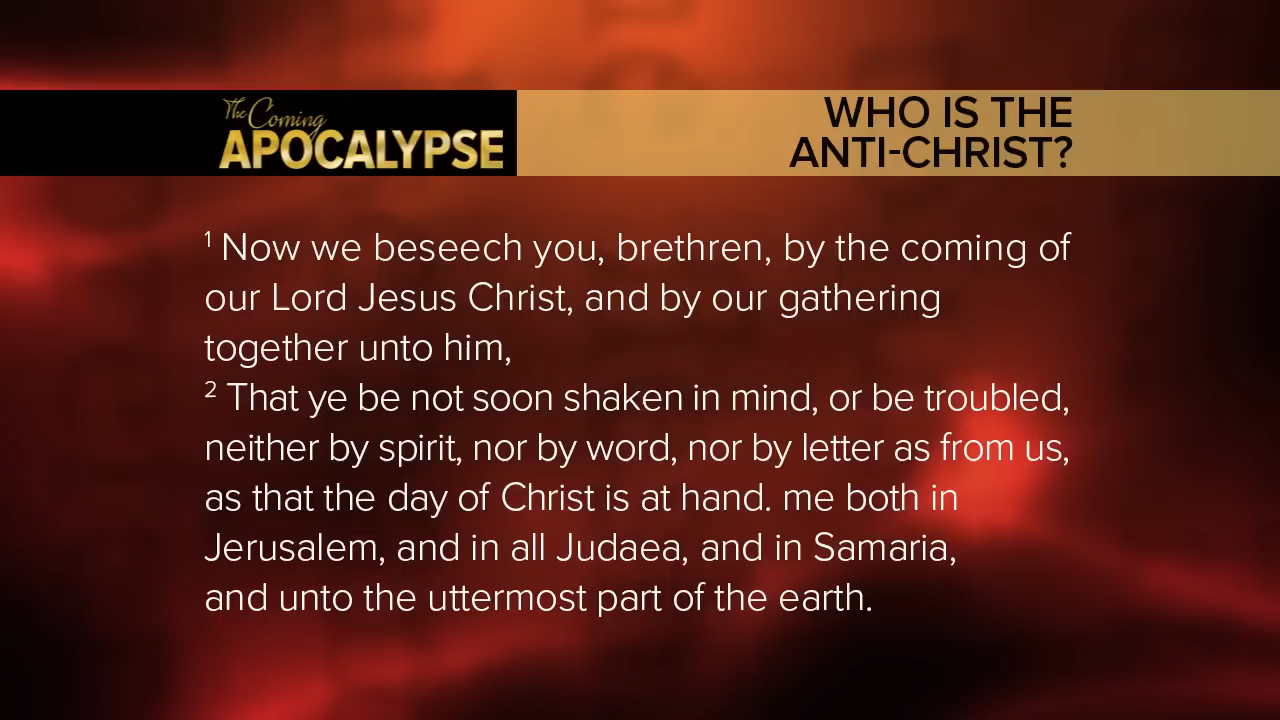 The Coming
APOCALYPSE
WHO IS THE
ANTI-CHRIST?
¹ Now we beseech you, brethren, by the coming of
our Lord Jesus Christ, and by our gathering
together unto him,
² That ye be not soon shaken in mind, or be troubled,
neither by spirit, nor by word, nor by letter as from us,
as that the day of Christ is at hand. me both in
Jerusalem, and in all Judaea, and in Samaria,
and unto the uttermost part of the earth.